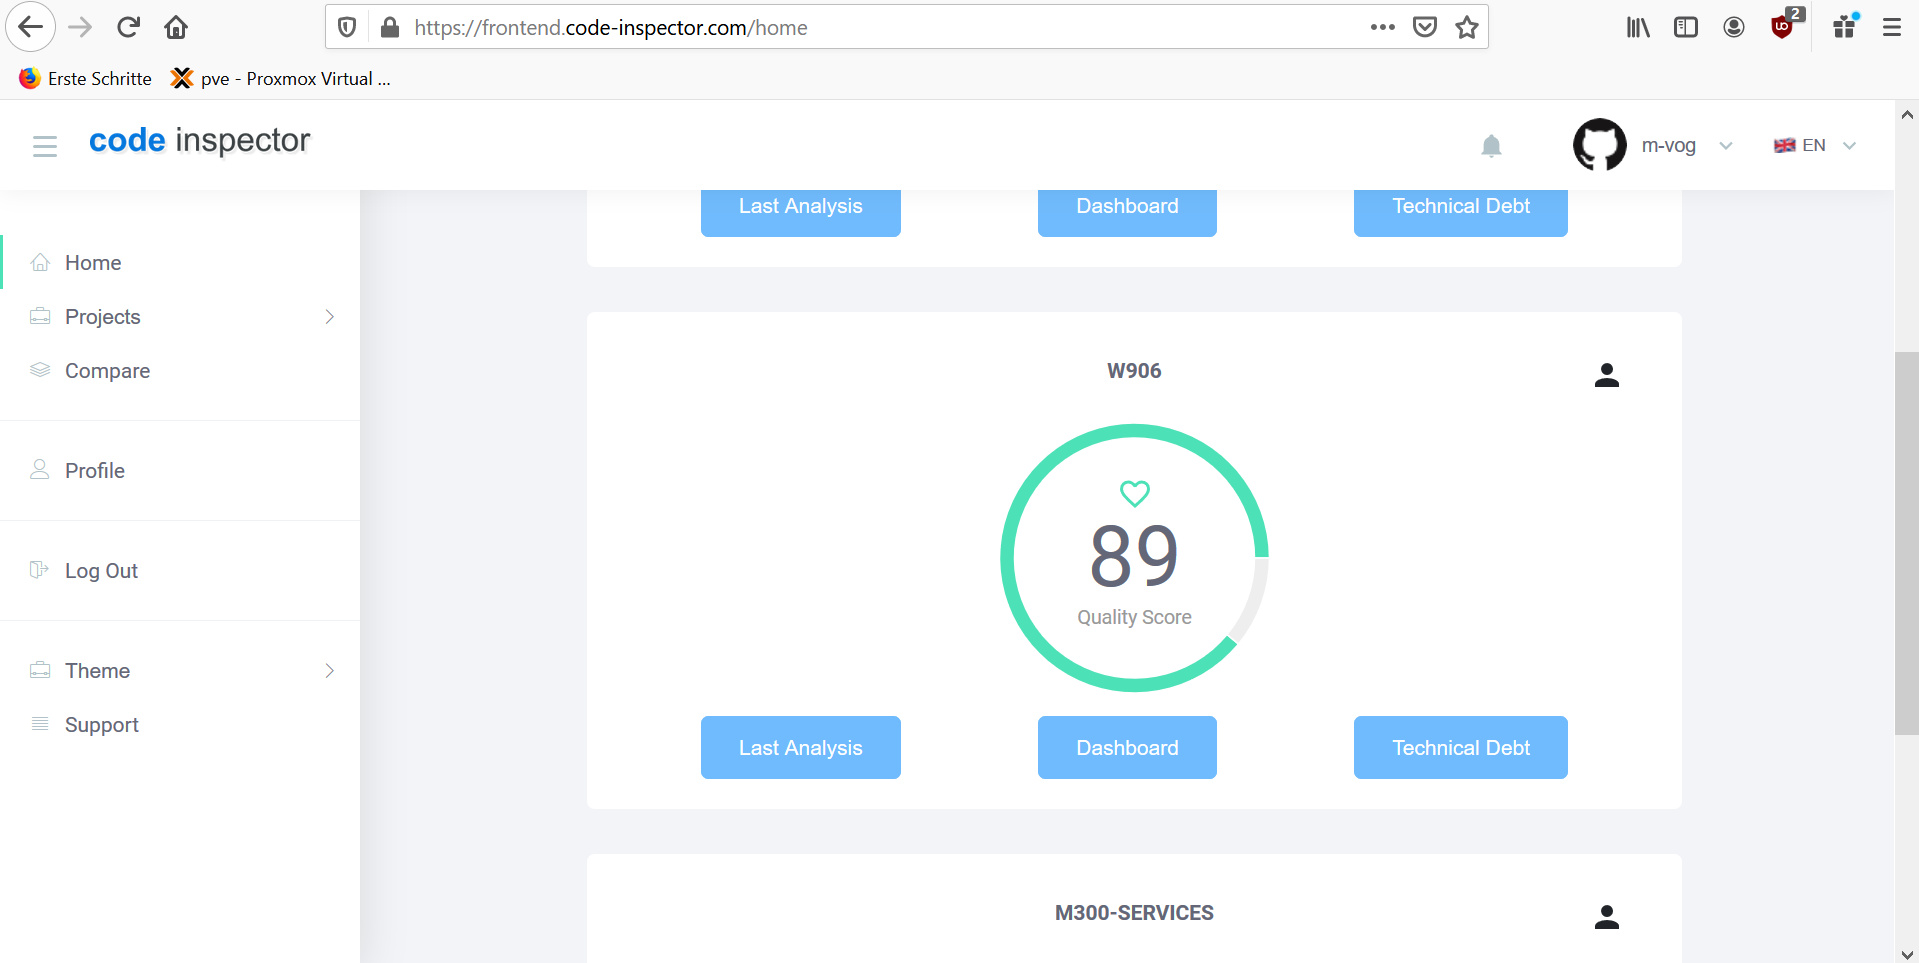 https://frontend.code-inspector.com/home
2
Erste Schritte
pve - Proxmox Virtual ...
code inspector
m-vog
EN
Last Analysis
Dashboard
Technical Debt
Home
Projects
Compare
Profile
Log Out
Theme
Support
W906
89
Quality Score
Last Analysis
Dashboard
Technical Debt
M300-SERVICES